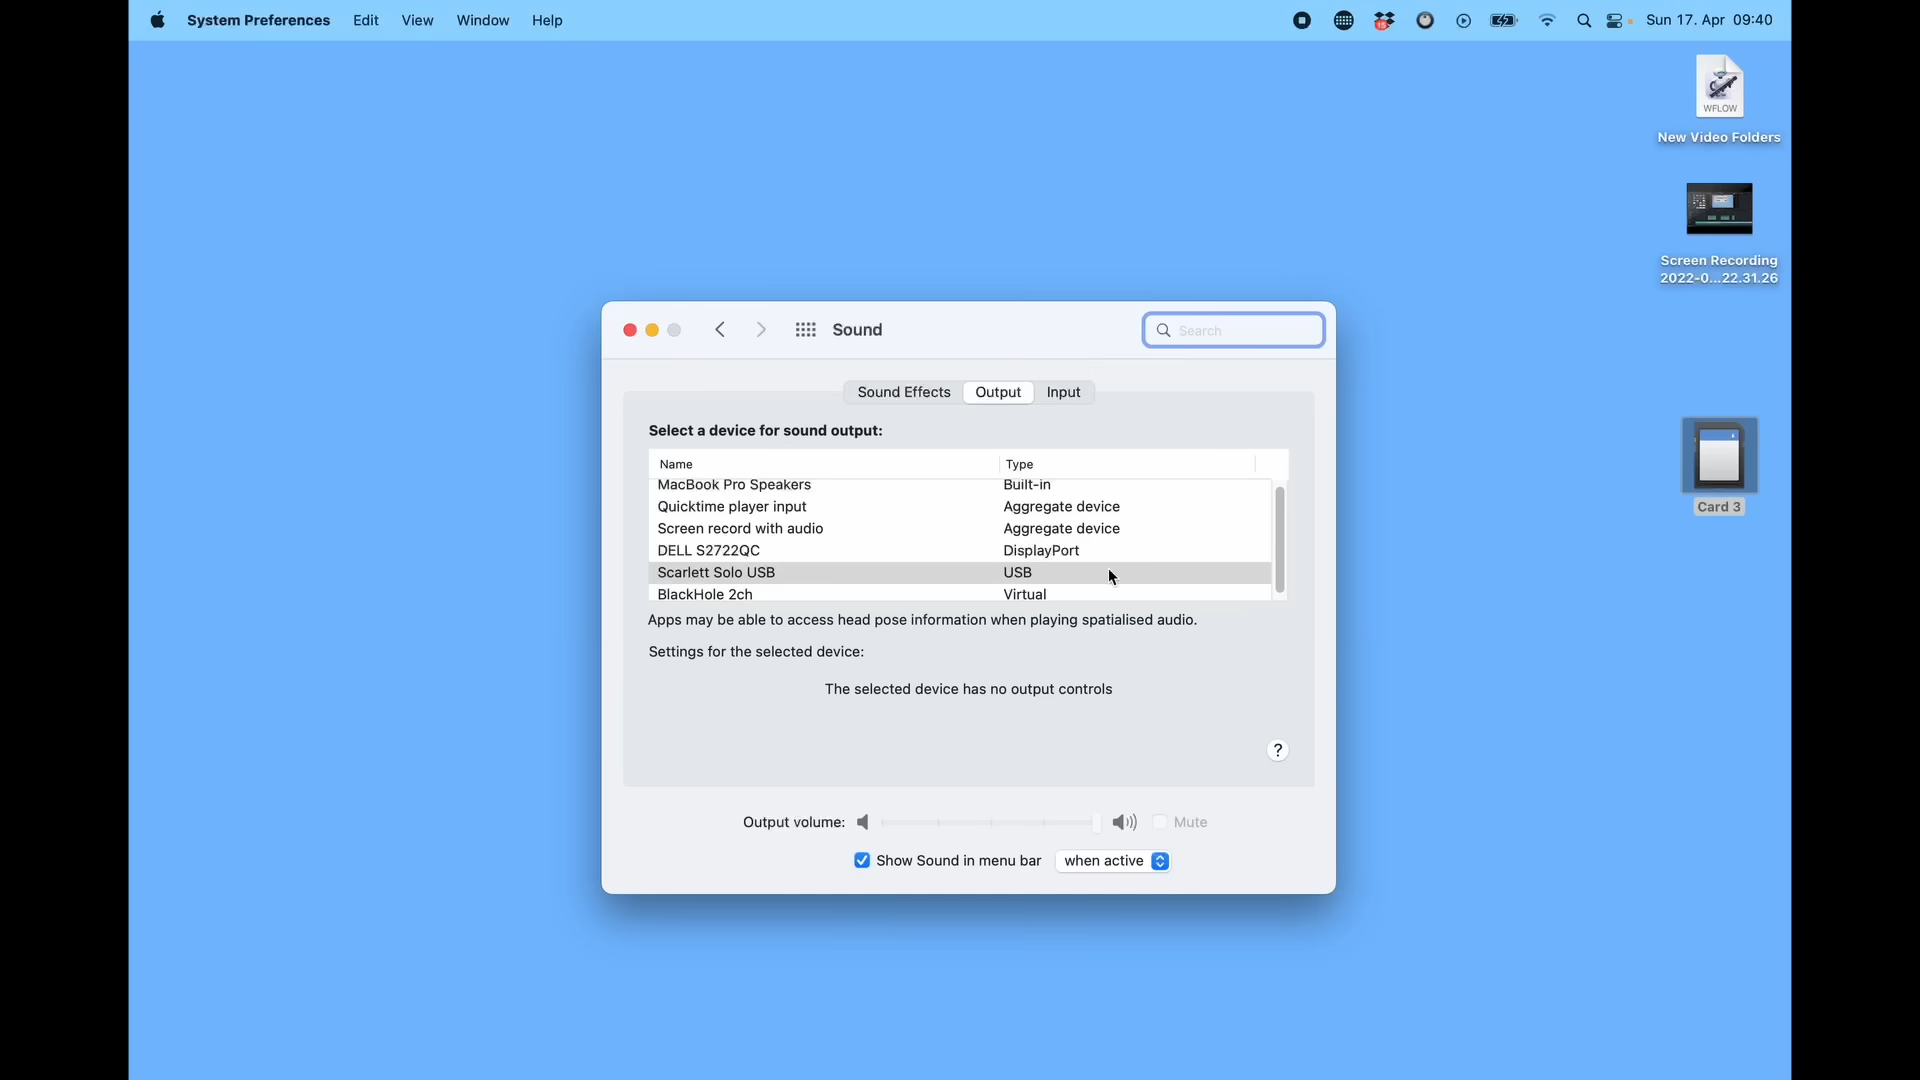 System Preferences Edit View Window Help
15
Sun 17. Apr 09:40
WFLOW
New Video Folders
Screen Recording
2022-0...22.31.26
Card 3
Sound
Search
Sound Effects Output Input
Select a device for sound output:
Name Type
MacBook Pro Speakers Built-in
Quicktime player input Aggregate device
Screen record with audio Aggregate device
DELL S2722QC DisplayPort
Scarlett Solo USB USB
BlackHole 2ch Virtual
Apps may be able to access head pose information when playing spatialised audio.
Settings for the selected device:
The selected device has no output controls
?
Output volume: Mute
Show Sound in menu bar when active